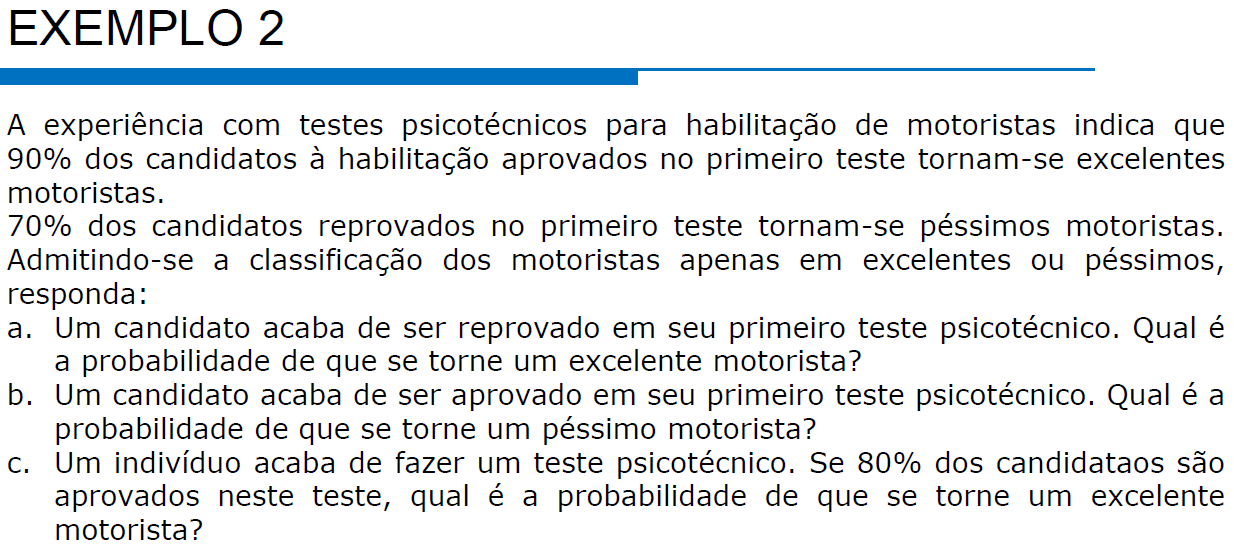 EXEMPLO 2
A experiência com testes psicotécnicos para habilitação de motoristas indica que
90% dos candidatos à habilitação aprovados no primeiro teste tornam-se excelentes
motoristas.
70% dos candidatos reprovados no primeiro teste tornam-se péssimos motoristas.
Admitindo-se a classificação dos motoristas apenas em excelentes ou péssimos,
responda:
a. Um candidato acaba de ser reprovado em seu primeiro teste psicotécnico. Qual é
a probabilidade de que se torne um excelente motorista?
b. Um candidato acaba de ser aprovado em seu primeiro teste psicotécnico. Qual é a
probabilidade de que se torne um péssimo motorista?
c. Um indivíduo acaba de fazer um teste psicotécnico. Se 80% dos candidataos são
aprovados neste teste, qual é a probabilidade de que se torne um excelente
motorista?